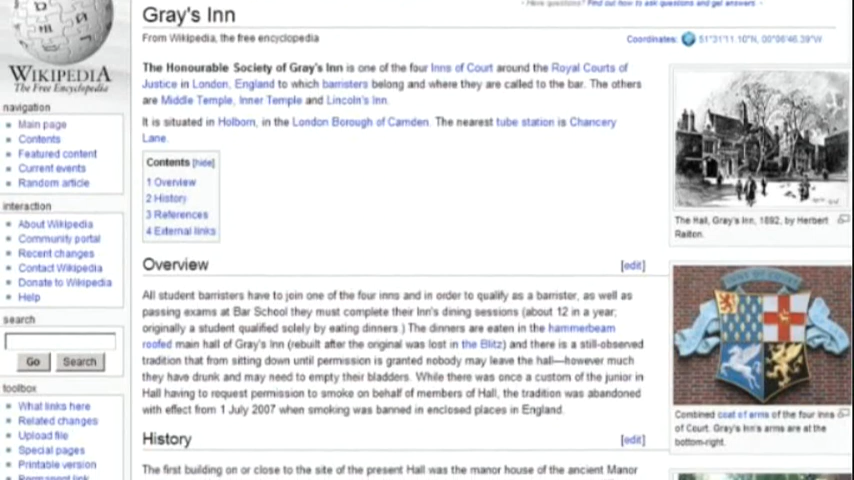 Have questions? Find out how to ask questions and get answers.
WIKIPEDIA
The Free Encyclopedia
navigation
Main page
Contents
Featured content
Current events
Random article
interaction
About Wikipedia
Community portal
Recent changes
Contact Wikipedia
Donate to Wikipedia
Help
search
Go Search
toolbox
What links here
Related changes
Upload file
Special pages
Printable version
Permanent link
Gray's Inn
From Wikipedia, the free encyclopedia
Coordinates: 51°31'11.10"N, 00°06'46.39"W
The Honourable Society of Gray's Inn is one of the four Inns of Court around the Royal Courts of
Justice in London, England to which barristers belong and where they are called to the bar. The others
are Middle Temple, Inner Temple and Lincoln's Inn.
It is situated in Holborn, in the London Borough of Camden. The nearest tube station is Chancery
Lane.
Contents [hide]
1 Overview
2 History
3 References
4 External links
Overview [edit]
All student barristers have to join one of the four inns and in order to qualify as a barrister, as well as
passing exams at Bar School they must complete their Inn's dining sessions (about 12 in a year;
originally a student qualified solely by eating dinners.) The dinners are eaten in the hammerbeam
roofed main hall of Gray's Inn (rebuilt after the original was lost in the Blitz) and there is a still-observed
tradition that from sitting down until permission is granted nobody may leave the hall—however much
they have drunk and may need to empty their bladders. While there was once a custom of the junior in
Hall having to request permission to smoke on behalf of members of Hall, the tradition was abandoned
with effect from 1 July 2007 when smoking was banned in enclosed places in England.
History [edit]
The first building on or close to the site of the present Hall was the manor house of the ancient Manor
The Hall, Gray's Inn, 1892, by Herbert
Railton.
INNS OF COURT
Combined coat of arms of the four Inns
of Court. Gray's Inn's arms are at the
bottom-right.